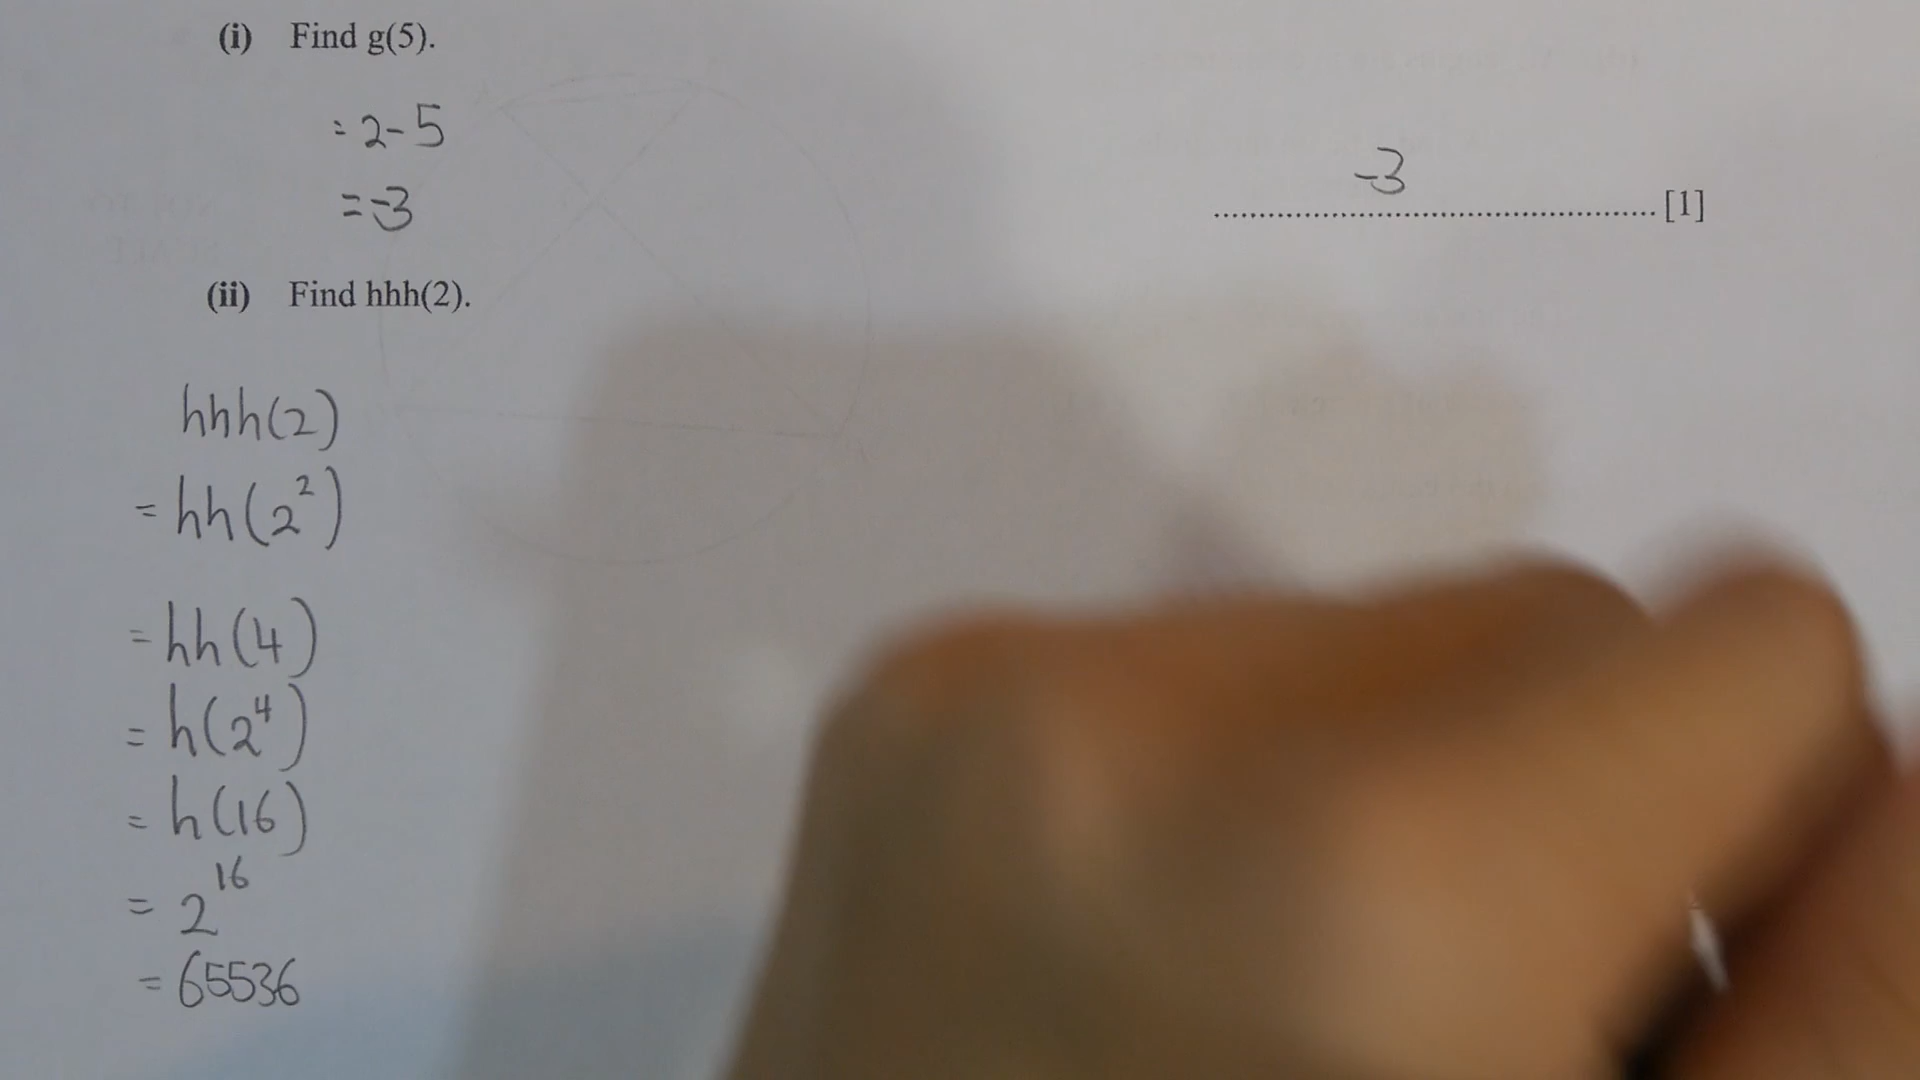 (i) Find g(5).
= 2 - 5
= -3
-3
[1]
(ii) Find hhh(2).
hhh(2)
= hh(2²)
= hh(4)
= h(2⁴)
= h(16)
= 2¹⁶
= 65536